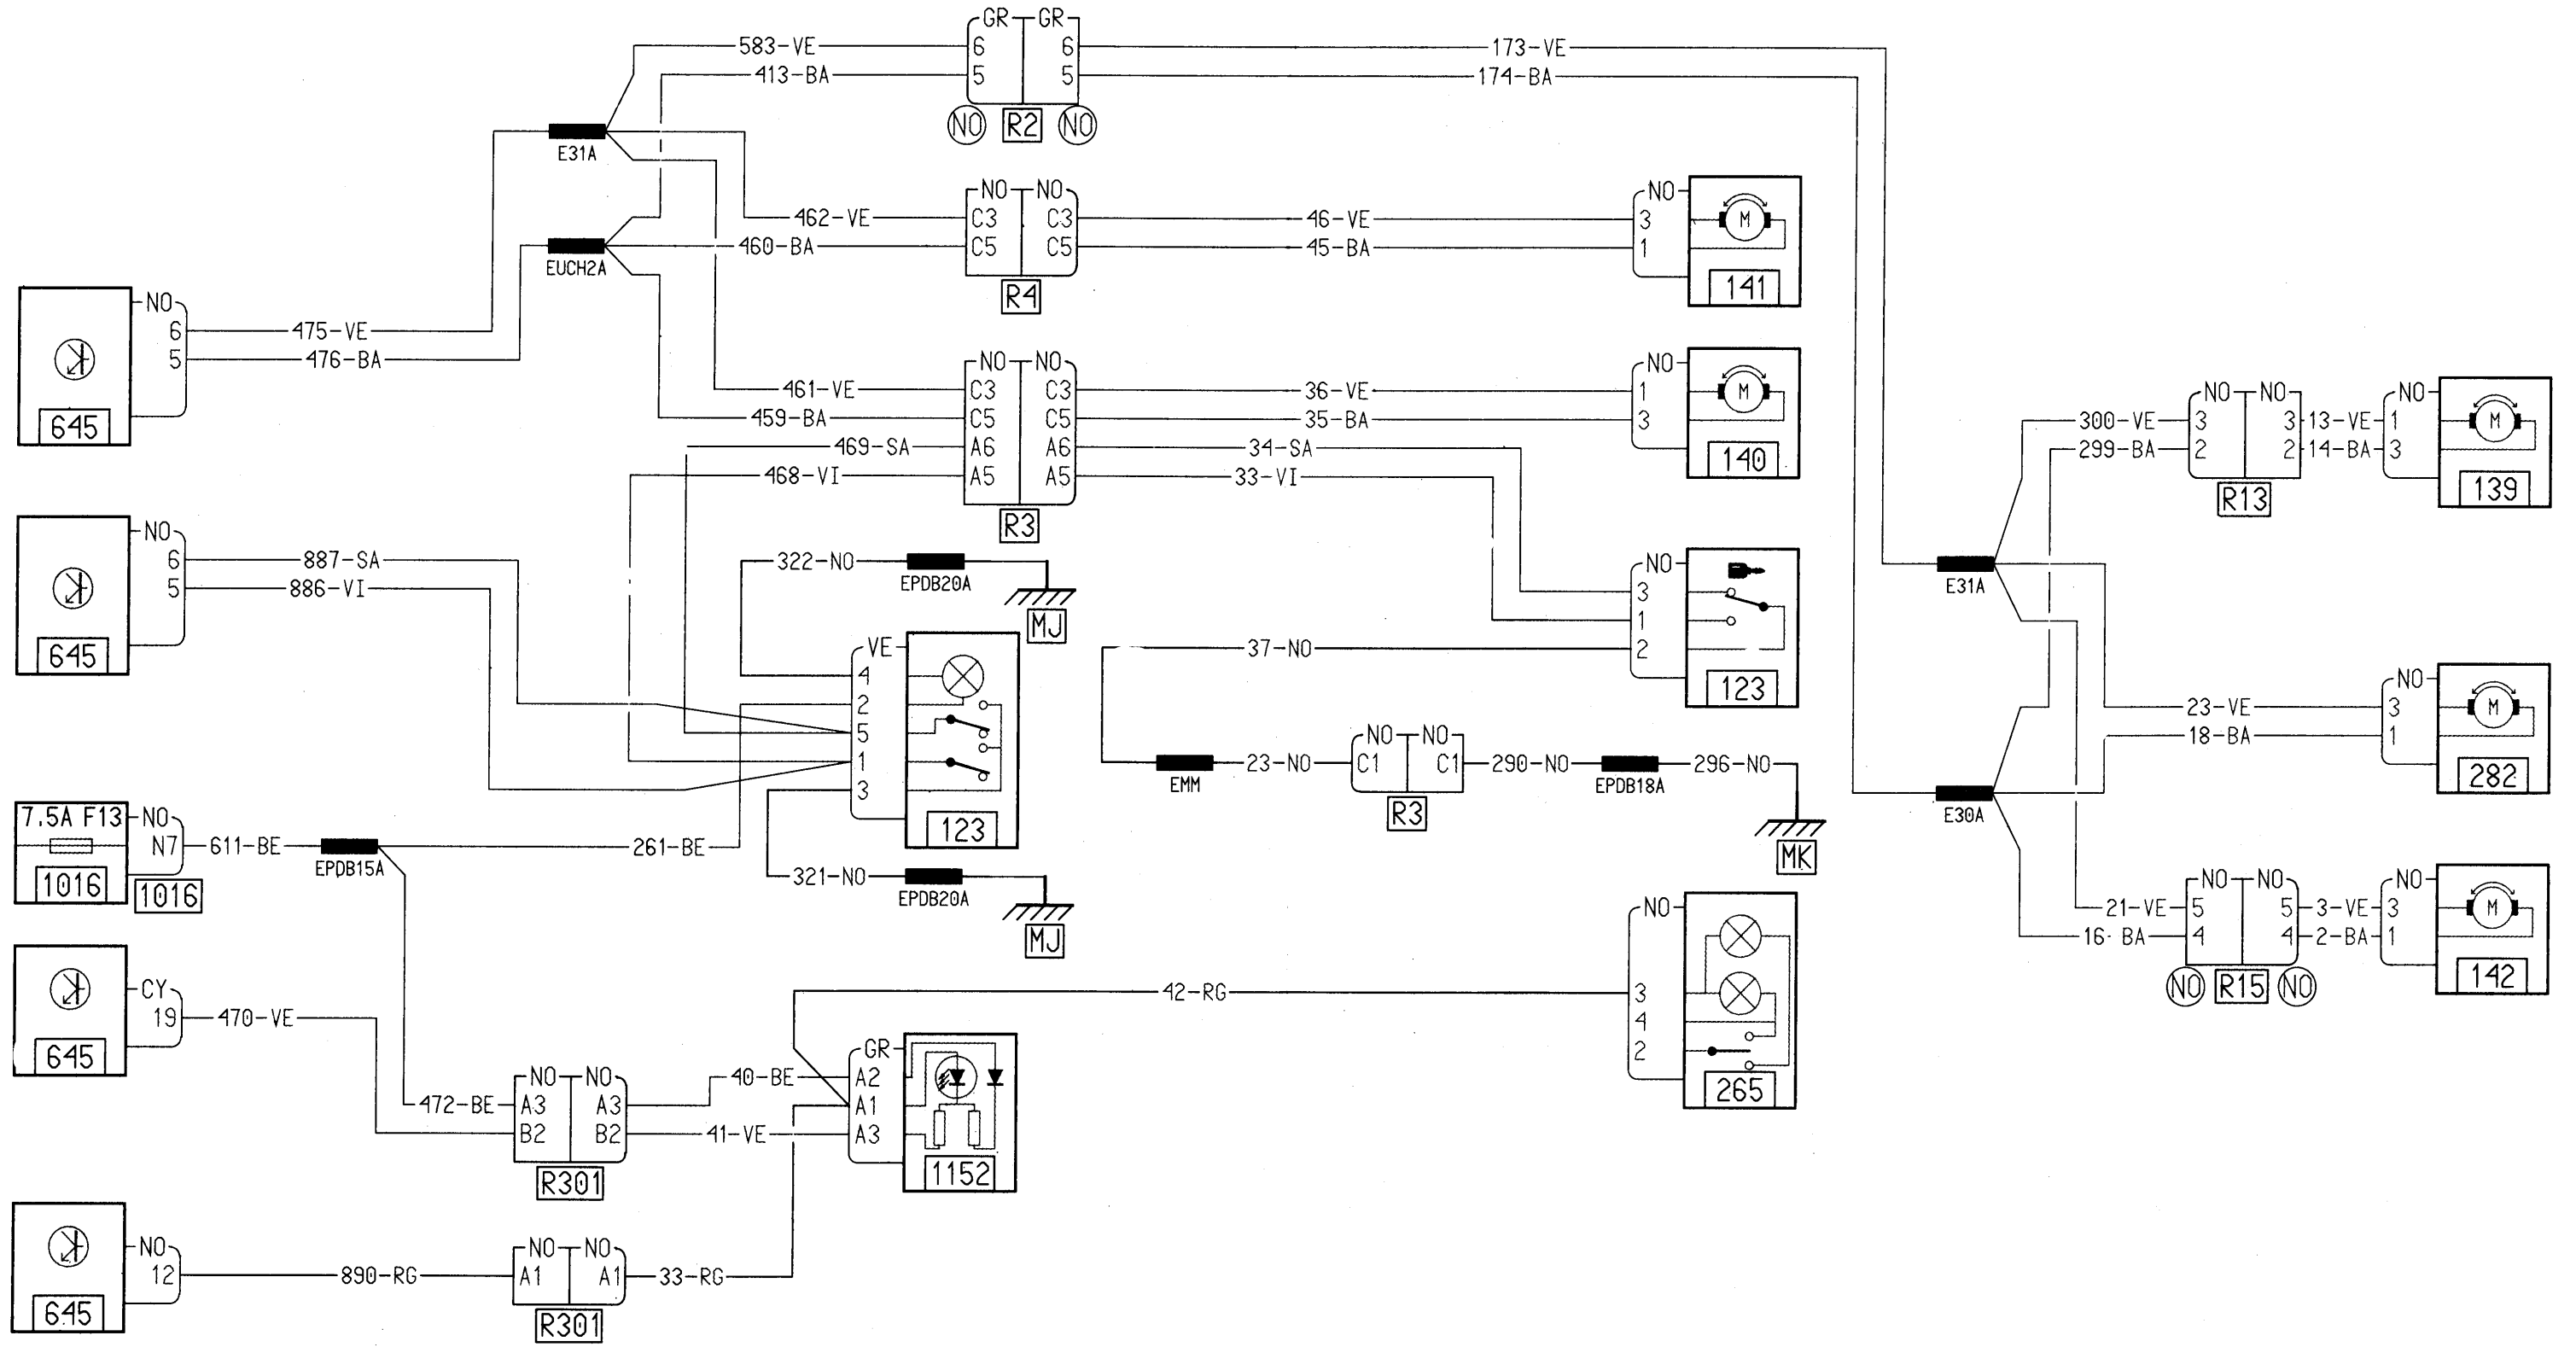 GR GR
583-VE 6 6 173-VE
413-BA 5 5 174-BA
NO R2 NO
E31A
NO NO NO
462-VE C3 C3 46-VE 3 M
460-BA C5 C5 45-BA 1
EUCH2A
R4 141
NO
6 475-VE
5 476-BA
645
NO NO NO
461-VE C3 C3 36-VE 1 M
459-BA C5 C5 35-BA 3
469-SA A6 A6 34-SA
468-VI A5 A5 33-VI
140
R3
NO NO NO
300-VE 3 3 13-VE 1 M
299-BA 2 2 14-BA 3
R13 139
NO
6 887-SA
5 886-VI
645
322-NO EPDB20A
MJ
NO
3
1
37-NO 2
123
E31A
VE
4
2
5
1
3
123
NO NO
EMM 23-NO C1 C1 290-NO EPDB18A 296-NO
R3
MK
NO
23-VE 3 M
18-BA 1
282
E30A
7.5A F13 NO
N7 611-BE EPDB15A 261-BE
1016 1016
321-NO EPDB20A
MJ
NO NO NO
21-VE 5 5 3-VE 3 M
16-BA 4 4 2-BA 1
NO R15 NO 142
CY
19 470-VE
645
NO
42-RG 3
4
2
265
NO NO GR
472-BE A3 A3 40-BE A2
A1
B2 B2 41-VE A3
R301 1152
NO NO NO
12 890-RG A1 A1 33-RG
645 R301